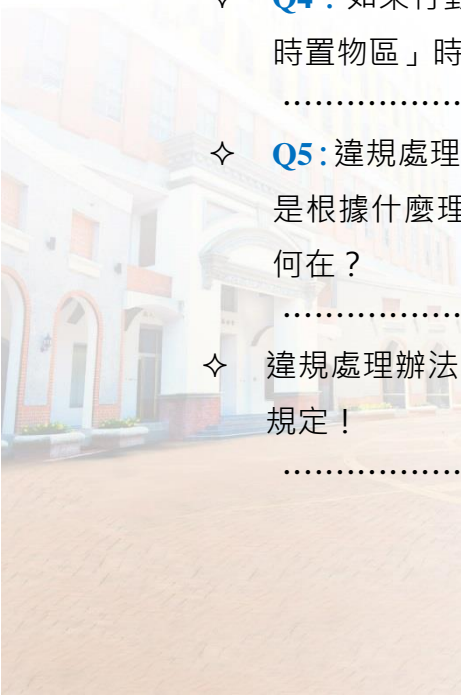 時置物區」時
………………
✧ Q5：違規處理
是根據什麼理
何在？
………………
✧ 違規處理辦法
規定！
………………